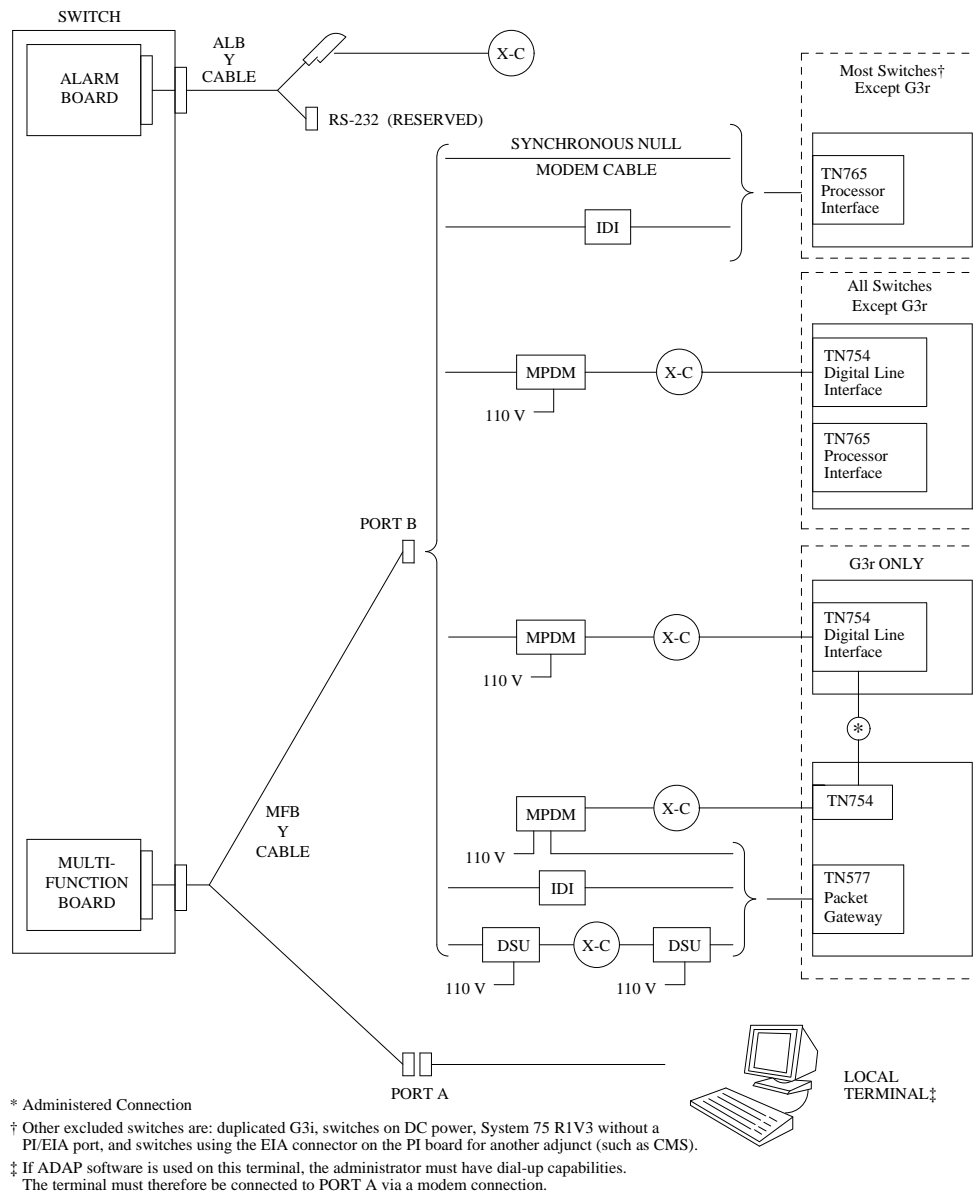 SWITCH
ALARM
BOARD
ALB
Y
CABLE
X-C
RS-232 (RESERVED)
Most Switches†
Except G3r
SYNCHRONOUS NULL
MODEM CABLE
IDI
TN765
Processor
Interface
All Switches
Except G3r
MPDM
110 V
X-C
TN754
Digital Line
Interface
TN765
Processor
Interface
PORT B
G3r ONLY
MPDM
110 V
X-C
TN754
Digital Line
Interface
*
MPDM
110 V
X-C
TN754
IDI
TN577
Packet
Gateway
DSU
110 V
X-C
DSU
110 V
MFB
Y
CABLE
MULTI-
FUNCTION
BOARD
PORT A
LOCAL
TERMINAL‡
* Administered Connection
† Other excluded switches are: duplicated G3i, switches on DC power, System 75 R1V3 without a
PI/EIA port, and switches using the EIA connector on the PI board for another adjunct (such as CMS).
‡ If ADAP software is used on this terminal, the administrator must have dial-up capabilities.
The terminal must therefore be connected to PORT A via a modem connection.